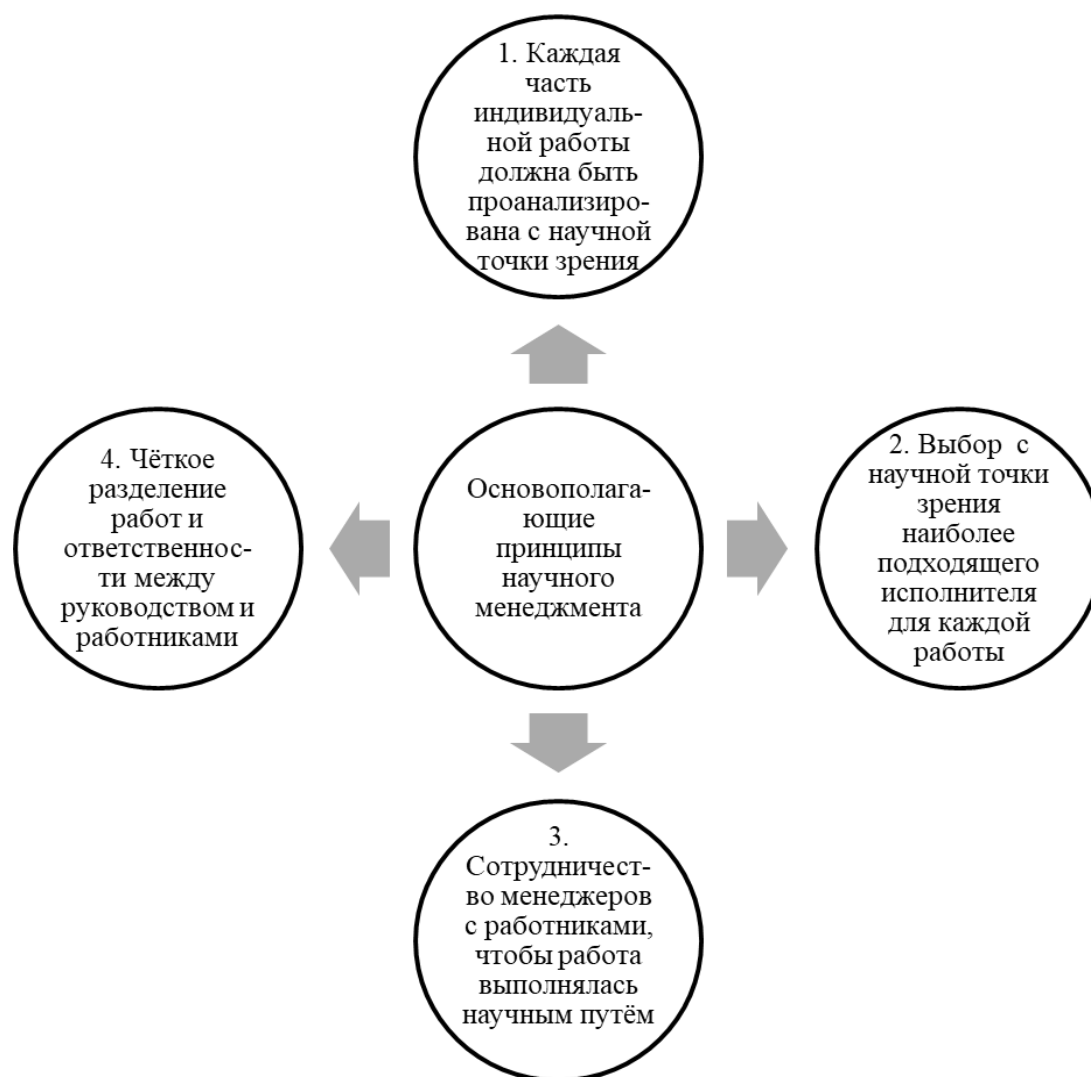 1. Каждая
часть
индивидуаль-
ной работы
должна быть
проанализиро-
вана с научной
точки зрения
4. Чёткое
разделение
работ и
ответственнос-
ти между
руководством и
работниками
Основополага-
ющие
принципы
научного
менеджмента
2. Выбор с
научной точки
зрения
наиболее
подходящего
исполнителя
для каждой
работы
3.
Сотрудничест-
во менеджеров
с работниками,
чтобы работа
выполнялась
научным путём